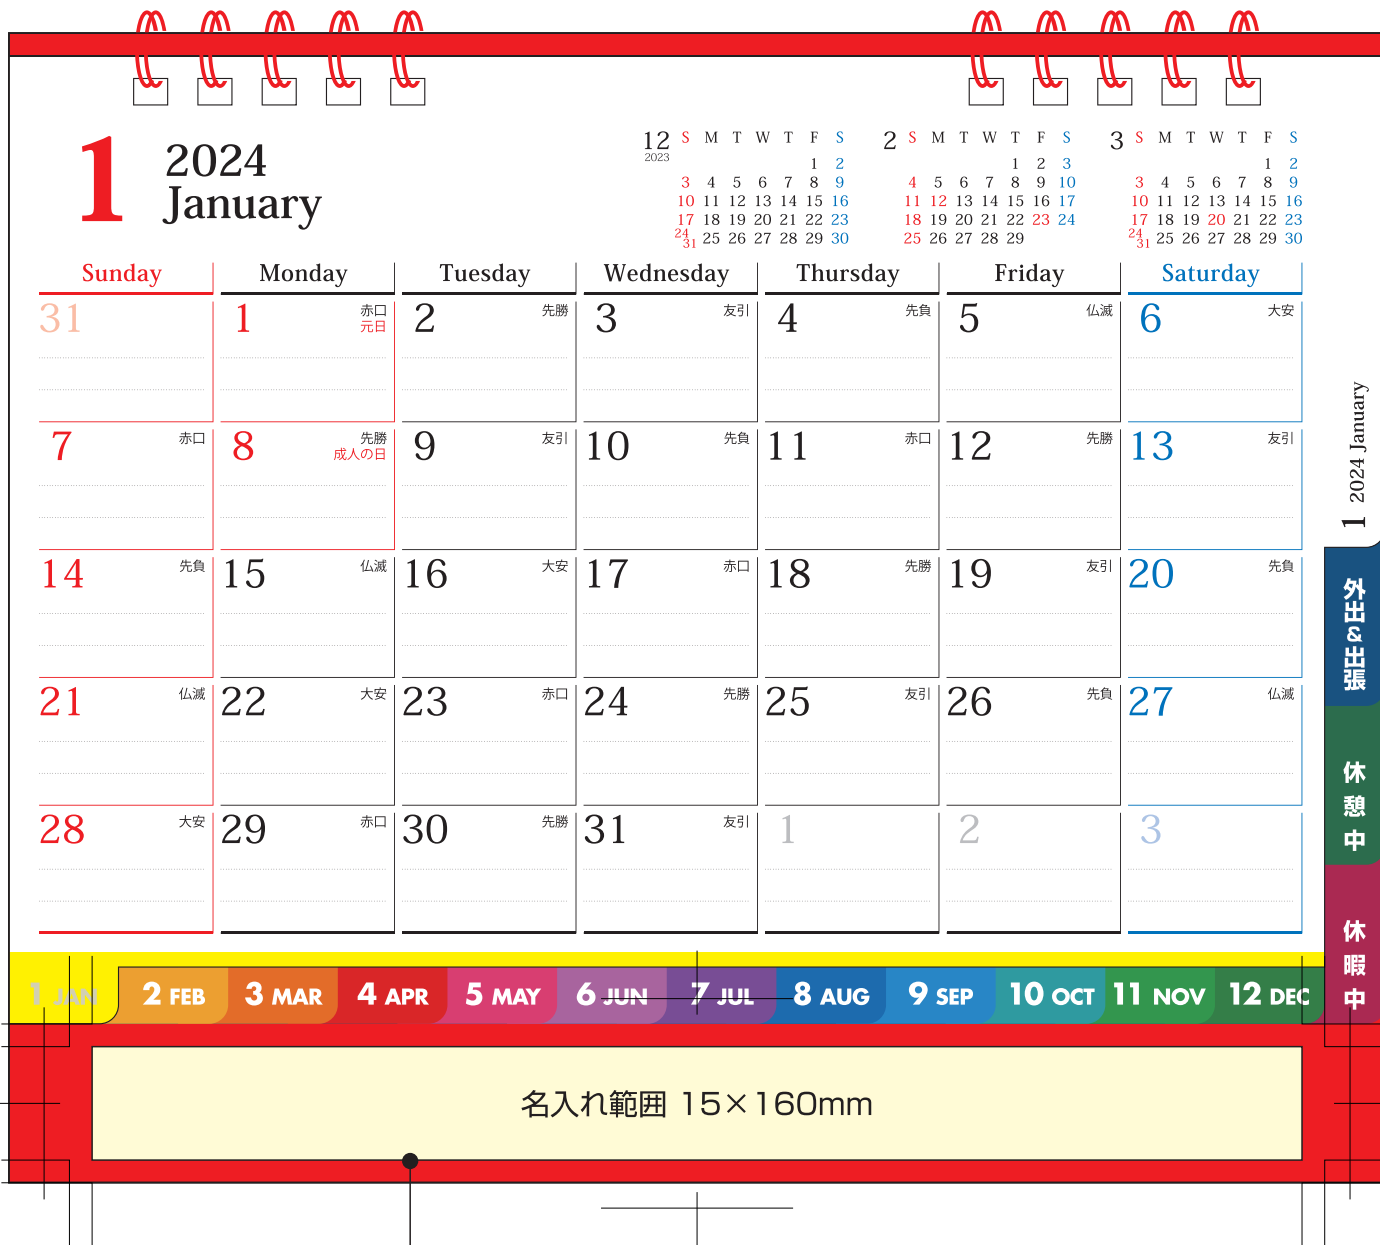 1
2024
January
12 S M T W T F S
2023
1 2
3 4 5 6 7 8 9
10 11 12 13 14 15 16
17 18 19 20 21 22 23
24 31 25 26 27 28 29 30
2 S M T W T F S
1 2 3
4 5 6 7 8 9 10
11 12 13 14 15 16 17
18 19 20 21 22 23 24
25 26 27 28 29
3 S M T W T F S
1 2
3 4 5 6 7 8 9
10 11 12 13 14 15 16
17 18 19 20 21 22 23
24 31 25 26 27 28 29 30
Sunday Monday Tuesday Wednesday Thursday Friday Saturday
31 1 赤口 2 先勝 3 友引 4 先負 5 仏滅 6 大安
元日
7 赤口 8 先勝 9 友引 10 先負 11 赤口 12 先勝 13 友引
成人の日
14 先負 15 仏滅 16 大安 17 赤口 18 先勝 19 友引 20 先負
21 仏滅 22 大安 23 赤口 24 先勝 25 友引 26 先負 27 仏滅
28 大安 29 赤口 30 先勝 31 友引 1 2 3
1 2024 January
外出&出張
休憩中
休暇中
1 JAN 2 FEB 3 MAR 4 APR 5 MAY 6 JUN 7 JUL 8 AUG 9 SEP 10 OCT 11 NOV 12 DEC
名入れ範囲 15×160mm